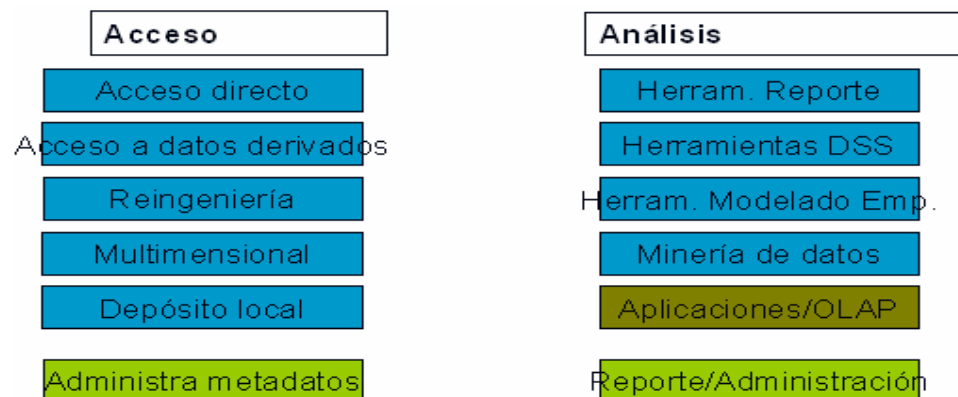 Acceso
Acceso directo
Acceso a datos derivados
Reingeniería
Multimensional
Depósito local
Administra metadatos
Análisis
Herram. Reporte
Herramientas DSS
Herram. Modelado Emp.
Minería de datos
Aplicaciones/OLAP
Reporte/Administración